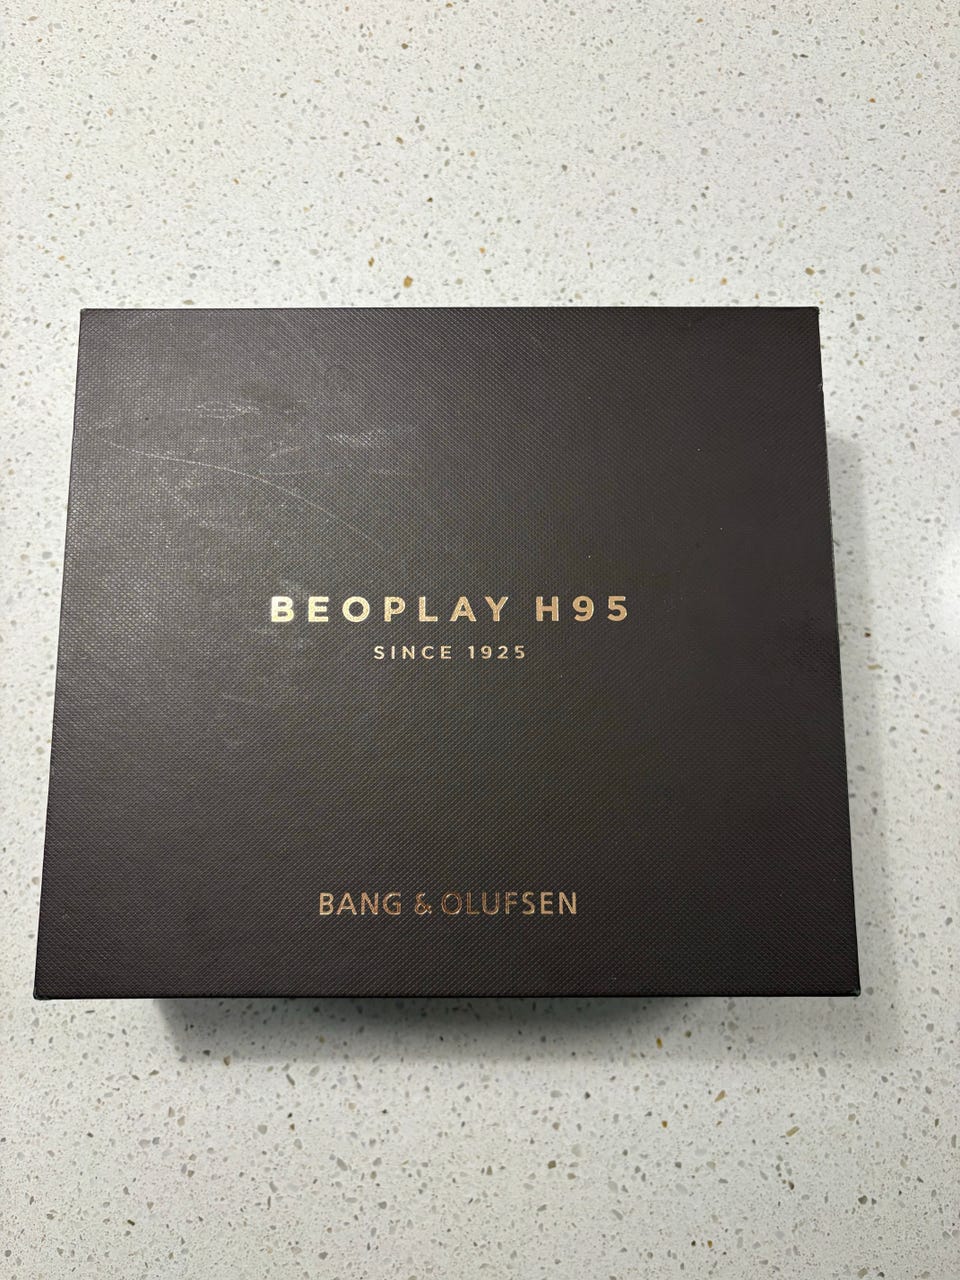 BEOPLAY H95
SINCE 1925
BANG & OLUFSEN